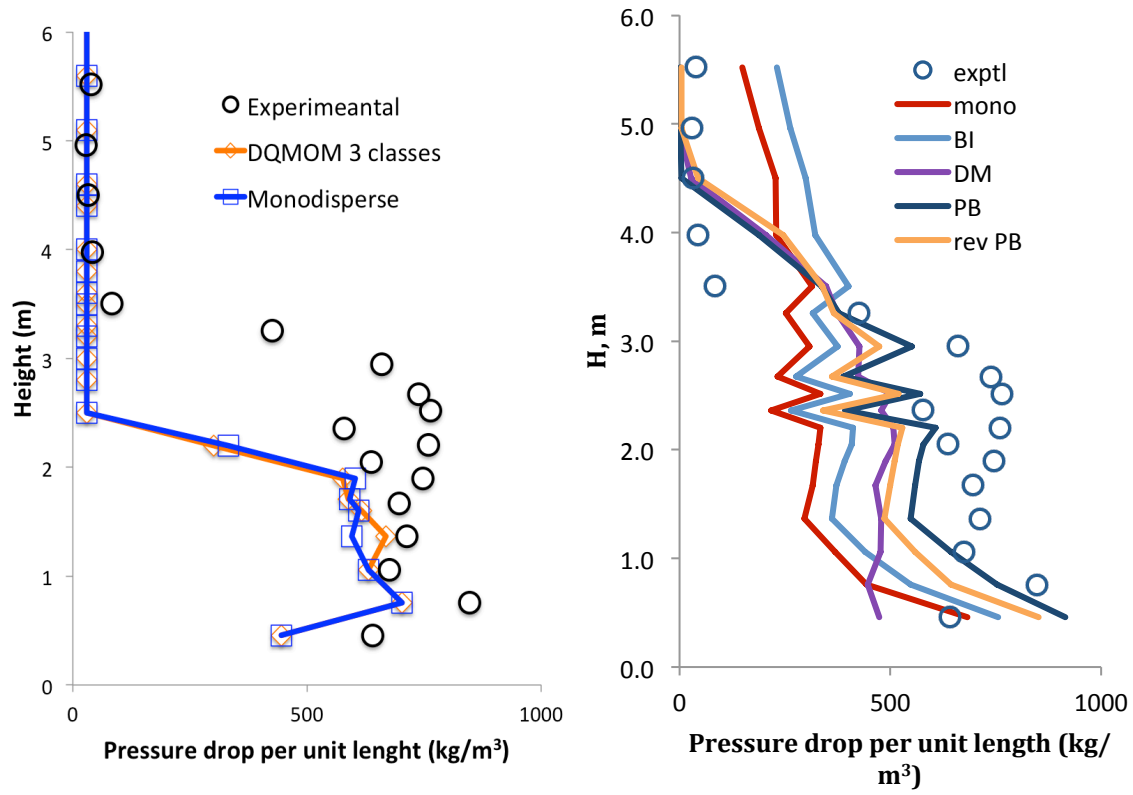 6
5
4
3
2
1
0
0
500
1000
Height (m)
Pressure drop per unit lenght (kg/m³)
Experimeantal
DQMOM 3 classes
Monodisperse
6.0
5.0
4.0
3.0
2.0
1.0
0.0
0
500
1000
H, m
Pressure drop per unit length (kg/
m³)
exptl
mono
BI
DM
PB
rev PB